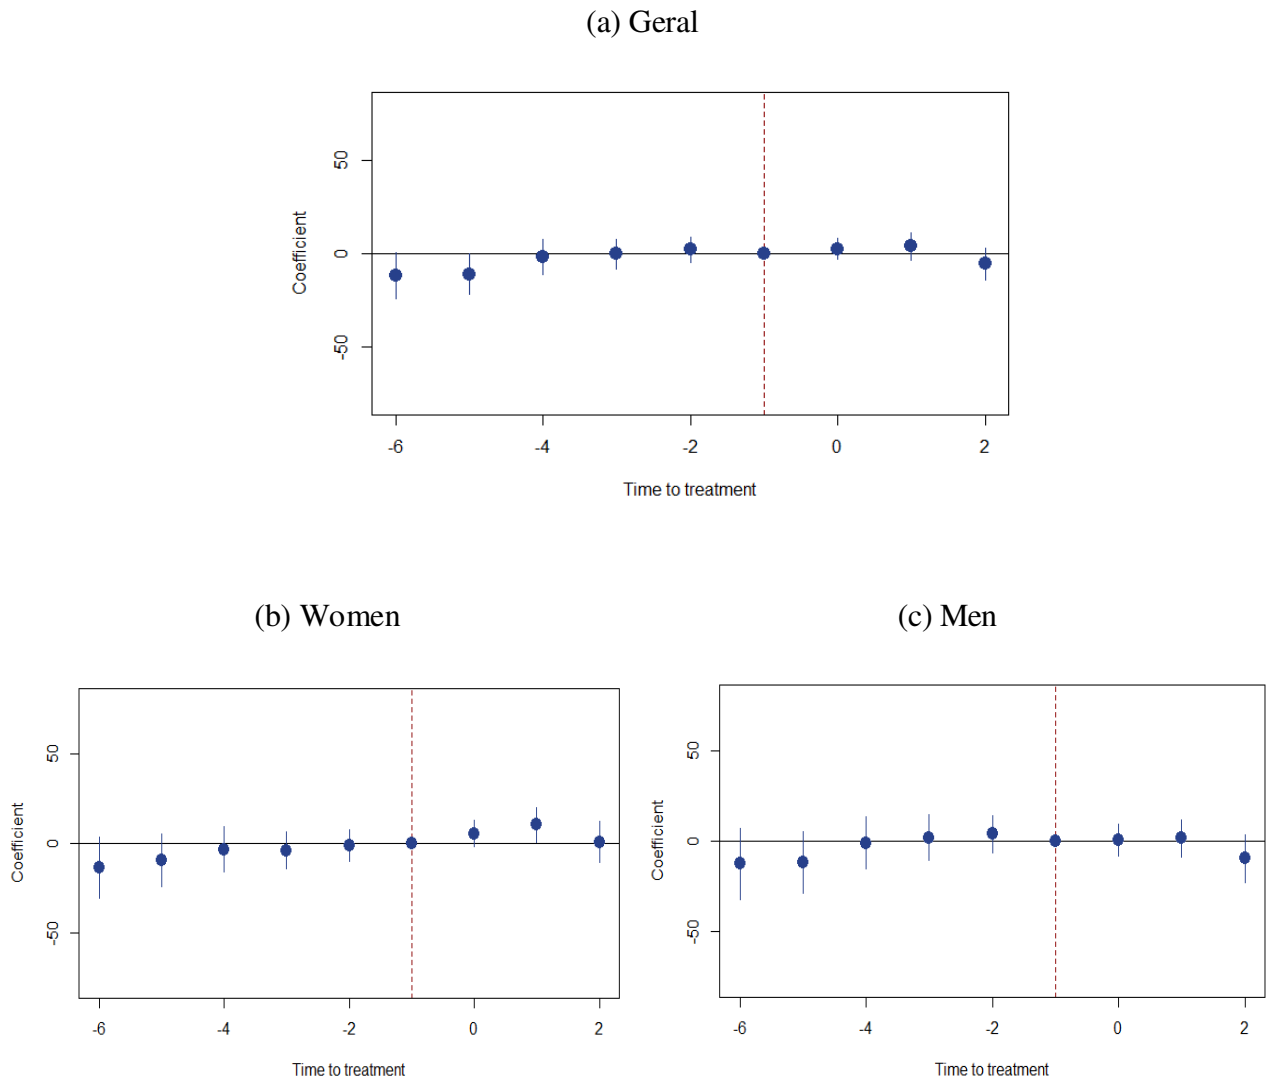 (a) Geral
50
0
-50
Coefficient
-6 -4 -2 0 2
Time to treatment
(b) Women
50
0
-50
Coefficient
-6 -4 -2 0 2
Time to treatment
(c) Men
50
0
-50
Coefficient
-6 -4 -2 0 2
Time to treatment